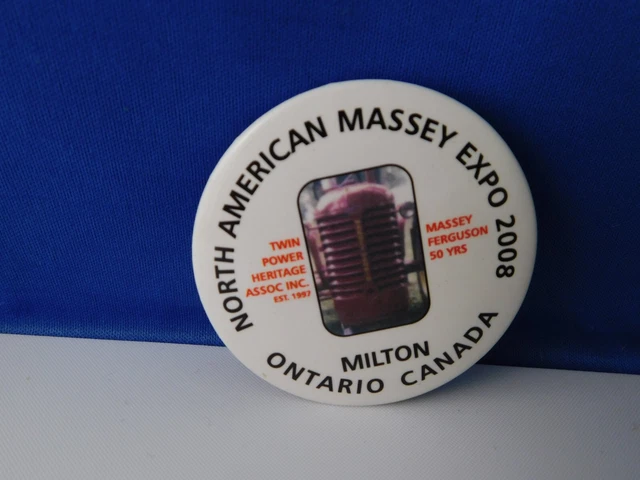 NORTH AMERICAN MASSEY EXPO 2008
TWIN
POWER
HERITAGE
ASSOC INC.
EST. 1997
MASSEY
FERGUSON
50 YRS
MILTON
ONTARIO CANADA